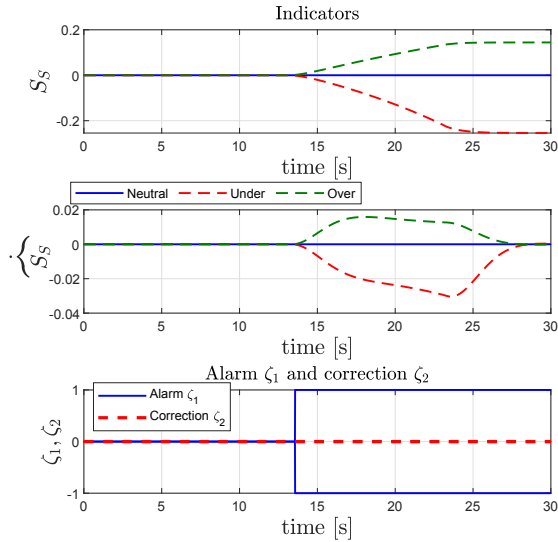 Indicators
0.2
0
-0.2
S_S
0 5 10 15 20 25 30
time [s]
Neutral Under Over
0.02
0
-0.02
-0.04
Ṡ_S
0 5 10 15 20 25 30
time [s]
Alarm ζ₁ and correction ζ₂
1
0
-1
ζ₁, ζ₂
Alarm ζ₁
Correction ζ₂
0 5 10 15 20 25 30
time [s]